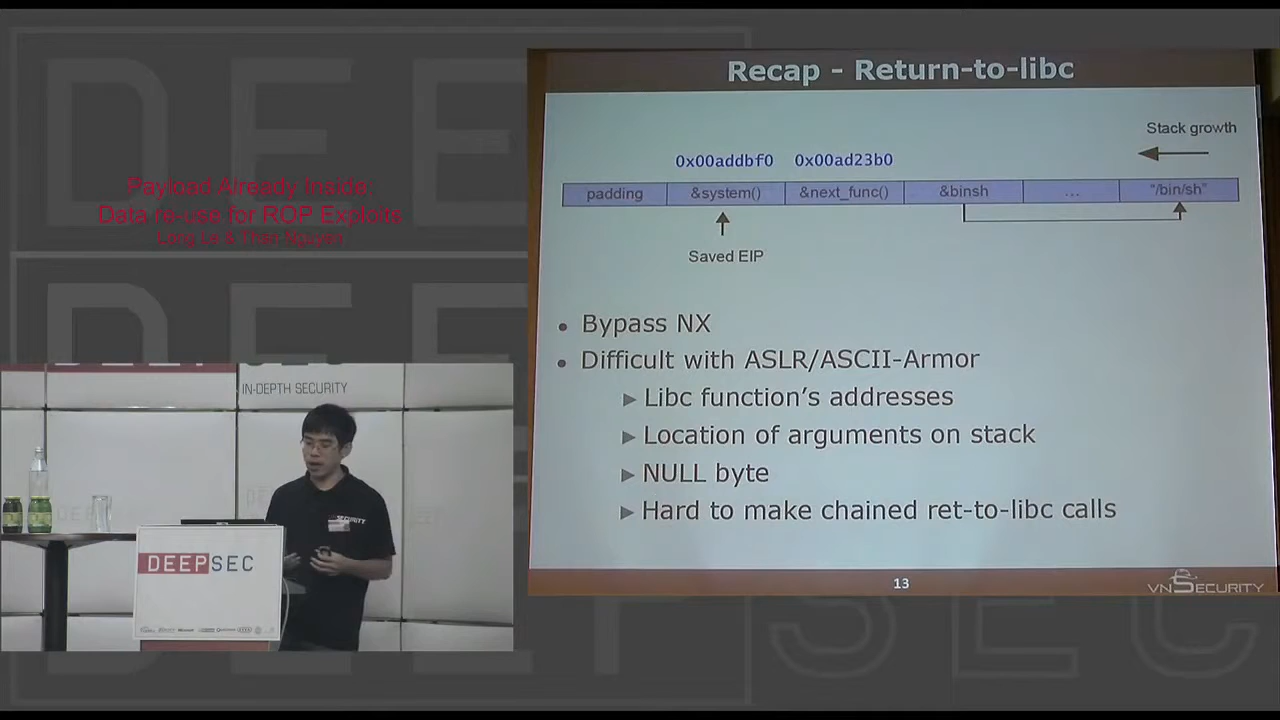 Payload Already Inside:
Data re-use for ROP Exploits
Long Le & Thanh Nguyen
IN-DEPTH SECURITY
DEEPSEC
Recap - Return-to-libc
Stack growth
0x00addbf0 0x00ad23b0
padding &system() &next_func() &binsh ... "/bin/sh"
Saved EIP
• Bypass NX
• Difficult with ASLR/ASCII-Armor
▶ Libc function's addresses
▶ Location of arguments on stack
▶ NULL byte
▶ Hard to make chained ret-to-libc calls
13
VNSECURITY
DEEP
DEEP
SEC